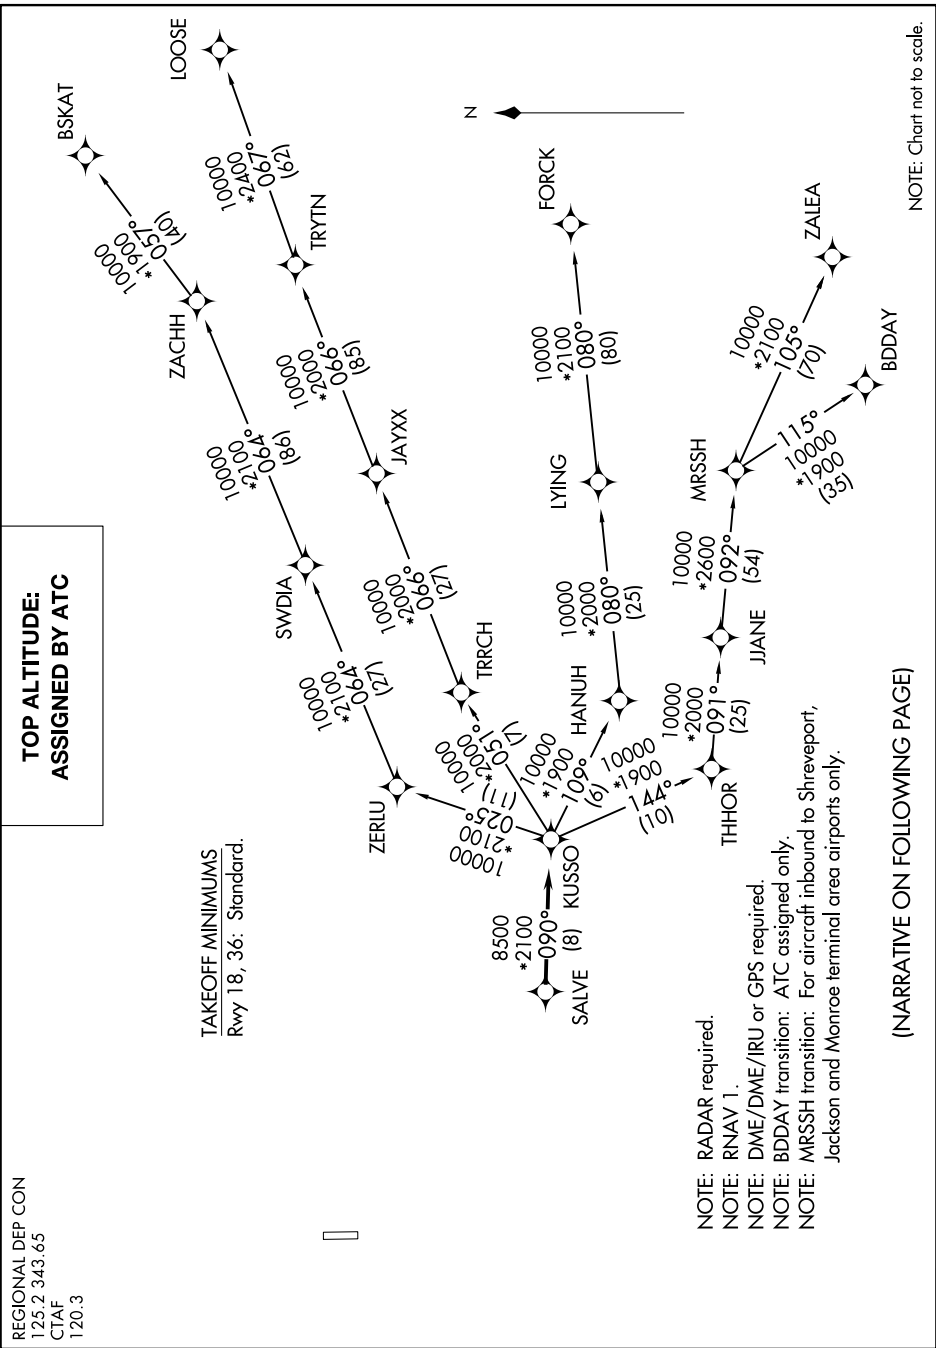 REGIONAL DEP CON
125.2 343.65
CTAF
120.3
TOP ALTITUDE:
ASSIGNED BY ATC
TAKEOFF MINIMUMS
Rwy 18, 36: Standard.
BSKAT
10000
*1900
057°
(40)
ZACHH
10000
*2100
064°
(86)
SWDIA
10000
*2100
064°
(27)
ZERLU
10000
*2100
025°
(11)
LOOSE
10000
*2400
067°
(62)
TRYTN
10000
*2000
066°
(85)
JAYXX
10000
*2000
066°
(27)
TRRCH
10000
*2000
051°
(7)
N
FORCK
10000
*2100
080°
(80)
LYING
10000
*2000
080°
(25)
HANUH
10000
*1900
109°
(6)
SALVE
8500
*2100
090°
(8)
KUSSO
10000
*1900
144°
(10)
THHOR
10000
*2000
091°
(25)
JJANE
10000
*2600
092°
(54)
MRSSH
10000
*2100
105°
(70)
ZALEA
115°
10000
*1900
(35)
BDDAY
NOTE: RADAR required.
NOTE: RNAV 1.
NOTE: DME/DME/IRU or GPS required.
NOTE: BDDAY transition: ATC assigned only.
NOTE: MRSSH transition: For aircraft inbound to Shreveport,
Jackson and Monroe terminal area airports only.
(NARRATIVE ON FOLLOWING PAGE)
NOTE: Chart not to scale.